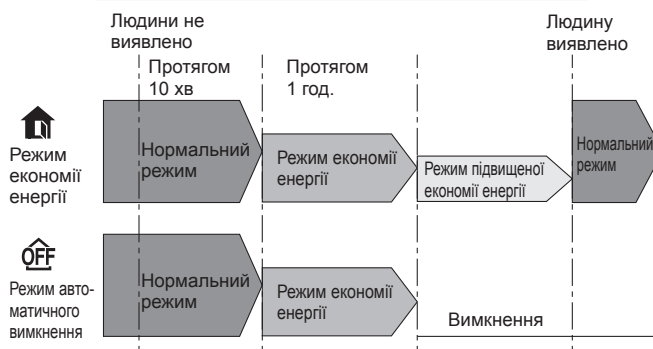 Людини не
виявлено
Людину
виявлено
Протягом
10 хв
Протягом
1 год.
Режим
економії
енергії
Нормальний
режим
Режим економії
енергії
Режим підвищеної
економії енергії
Нормальний
режим
OFF
Режим авто-
матичного
вимкнення
Нормальний
режим
Режим економії
енергії
Вимкнення